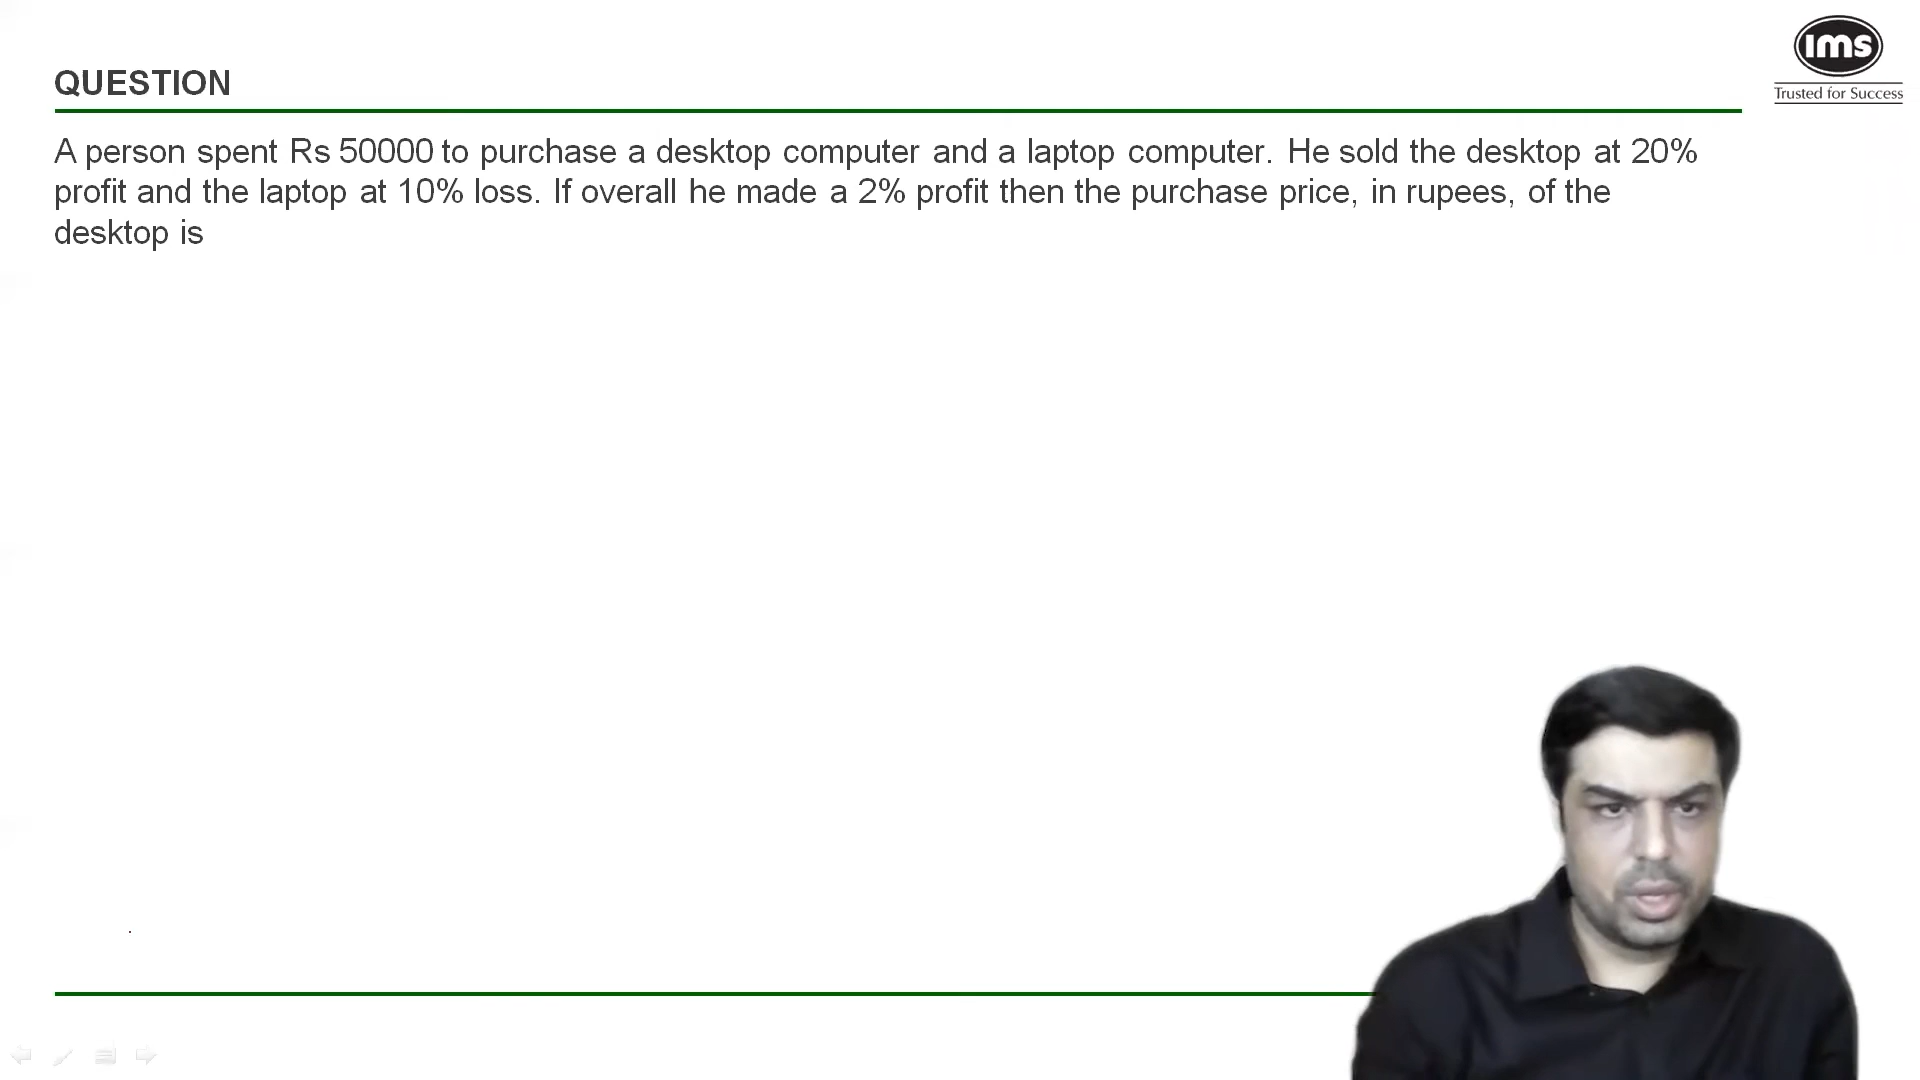 ims
Trusted for Success
QUESTION
A person spent Rs 50000 to purchase a desktop computer and a laptop computer. He sold the desktop at 20%
profit and the laptop at 10% loss. If overall he made a 2% profit then the purchase price, in rupees, of the
desktop is